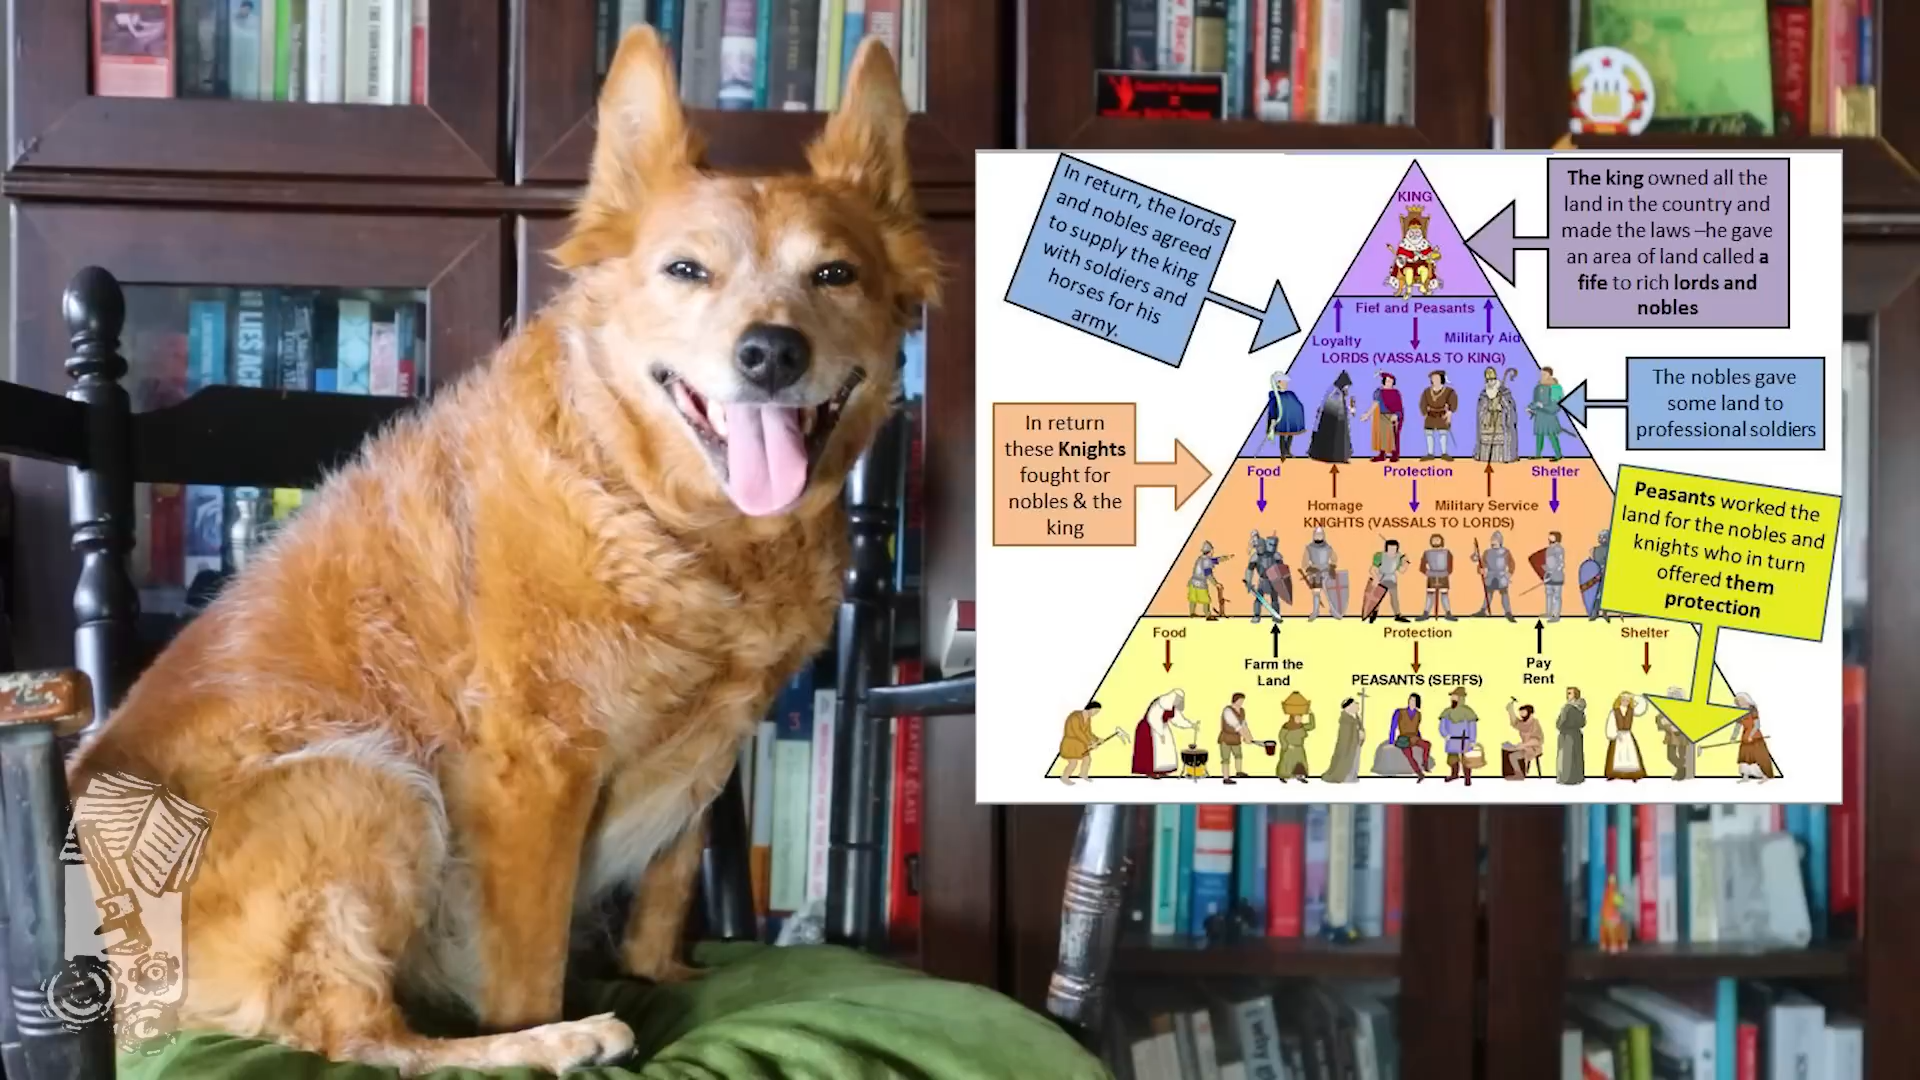 In return, the lords
and nobles agreed
to supply the king
with soldiers and
horses for his
army.
KING
The king owned all the
land in the country and
made the laws –he gave
an area of land called a
fife to rich lords and
nobles
Fief and Peasants
Loyalty
Military Aid
LORDS (VASSALS TO KING)
The nobles gave
some land to
professional soldiers
In return
these Knights
fought for
nobles & the
king
Food
Protection
Shelter
Homage
Military Service
KNIGHTS (VASSALS TO LORDS)
Peasants worked the
land for the nobles and
knights who in turn
offered them
protection
Food
Protection
Shelter
Farm the
Land
Pay
Rent
PEASANTS (SERFS)
LIES
LEGACY